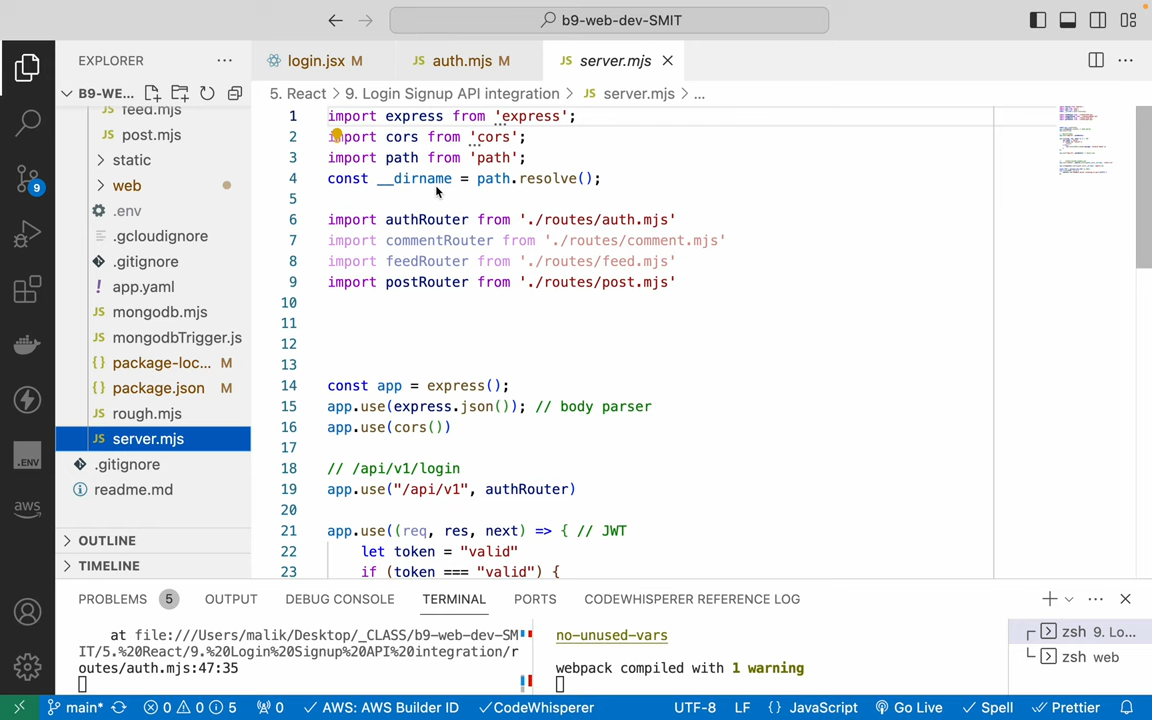 b9-web-dev-SMIT
EXPLORER
login.jsx M
auth.mjs M
server.mjs
B9-WE...
5. React > 9. Login Signup API integration > JS server.mjs > ...
feed.mjs
JS post.mjs
static
web
.env
.gcloudignore
.gitignore
! app.yaml
JS mongodb.mjs
JS mongodbTrigger.js
{} package-loc... M
{} package.json M
JS rough.mjs
JS server.mjs
.gitignore
readme.md
OUTLINE
TIMELINE
9
.ENV
aws
1 import express from 'express';
2 import cors from 'cors';
3 import path from 'path';
4 const __dirname = path.resolve();
5
6 import authRouter from './routes/auth.mjs'
7 import commentRouter from './routes/comment.mjs'
8 import feedRouter from './routes/feed.mjs'
9 import postRouter from './routes/post.mjs'
10
11
12
13
14 const app = express();
15 app.use(express.json()); // body parser
16 app.use(cors())
17
18 // /api/v1/login
19 app.use("/api/v1", authRouter)
20
21 app.use((req, res, next) => { // JWT
22 let token = "valid"
23 if (token === "valid") {
PROBLEMS 5 OUTPUT DEBUG CONSOLE TERMINAL PORTS CODEWHISPERER REFERENCE LOG
at file:///Users/malik/Desktop/_CLASS/b9-web-dev-SM
IT/5.%20React/9.%20Login%20Signup%20API%20integration/r
outes/auth.mjs:47:35
no-unused-vars
webpack compiled with 1 warning
zsh 9. Lo...
zsh web
main* 0 0 5 0 AWS: AWS Builder ID CodeWhisperer UTF-8 LF {} JavaScript Go Live Spell Prettier